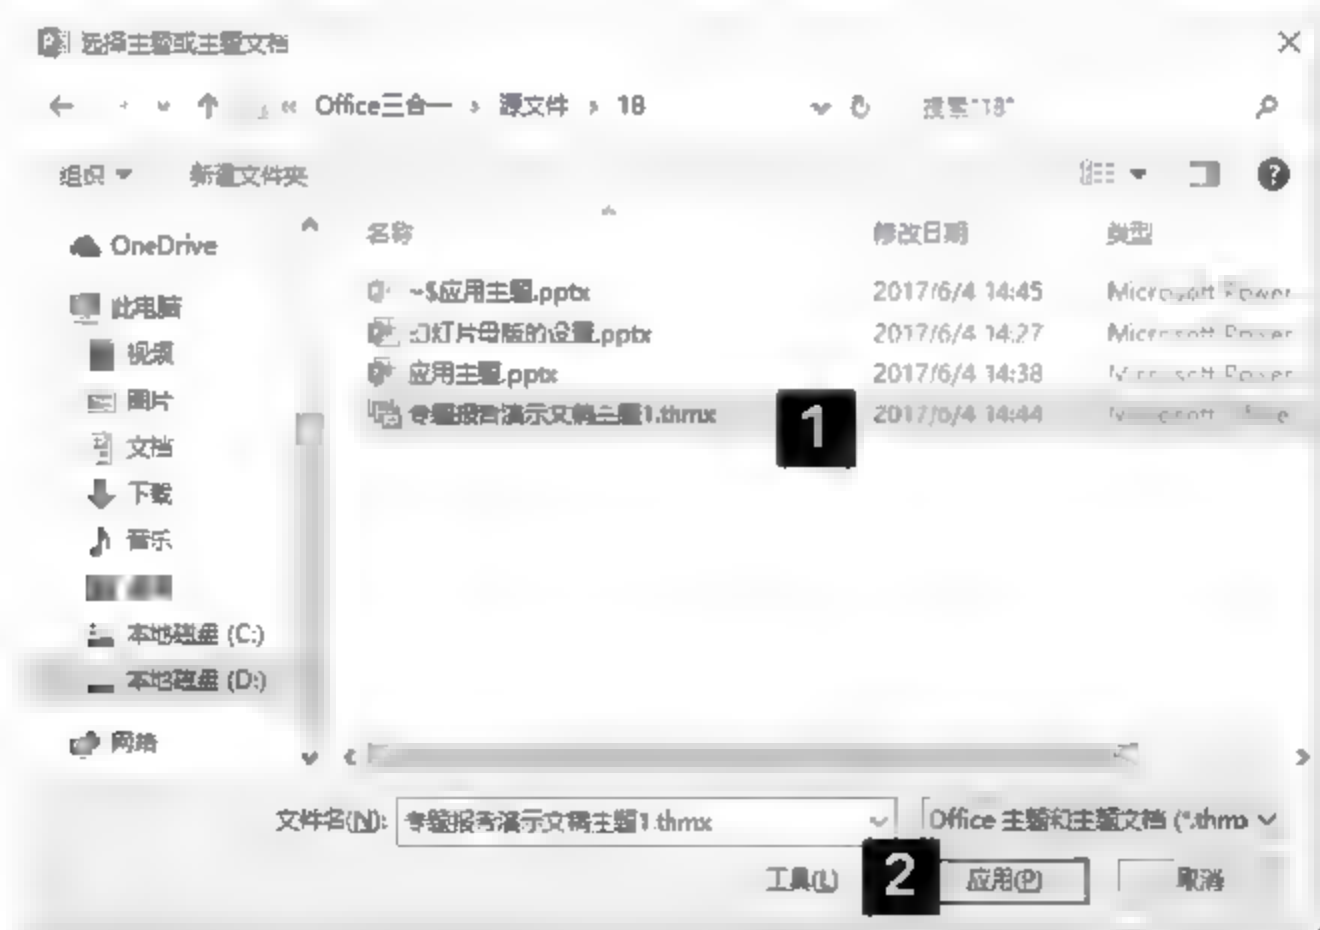 选择主题或主题文档
« Office三合一 › 源文件 › 18
搜索"18"
组织 新建文件夹
名称 修改日期 类型
OneDrive
此电脑
视频
图片
文档
下载
音乐
本地磁盘 (C:)
本地磁盘 (D:)
网络
~$应用主题.pptx 2017/6/4 14:45 Microsoft Power
幻灯片母版的设置.pptx 2017/6/4 14:27 Microsoft Power
应用主题.pptx 2017/6/4 14:38 Microsoft Power
专题报告演示文稿主题1.thmx 2017/6/4 14:44 Microsoft
1
文件名(N): 专题报告演示文稿主题1.thmx Office 主题和主题文档 (*.thmx
工具(L) 2 应用(P) 取消